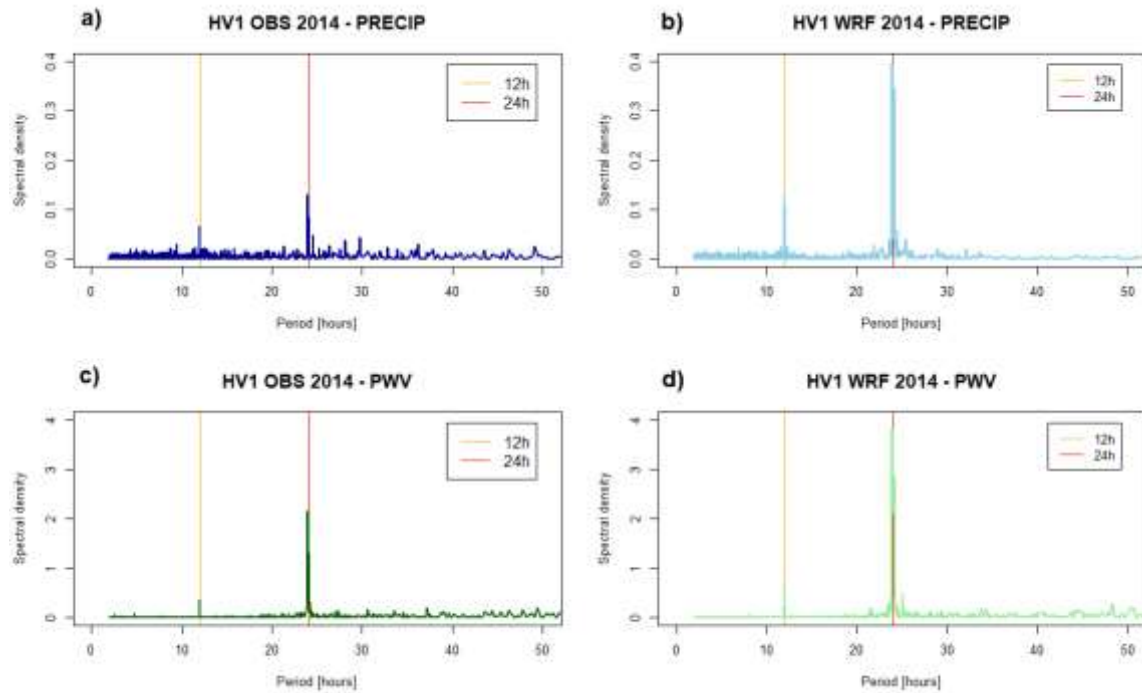 a) HV1 OBS 2014 - PRECIP
Spectral density
0.0 0.1 0.2 0.3 0.4
12h
24h
0 10 20 30 40 50
Period [hours]
b) HV1 WRF 2014 - PRECIP
Spectral density
0.0 0.1 0.2 0.3 0.4
12h
24h
0 10 20 30 40 50
Period [hours]
c) HV1 OBS 2014 - PWV
Spectral density
0 1 2 3 4
12h
24h
0 10 20 30 40 50
Period [hours]
d) HV1 WRF 2014 - PWV
Spectral density
0 1 2 3 4
12h
24h
0 10 20 30 40 50
Period [hours]